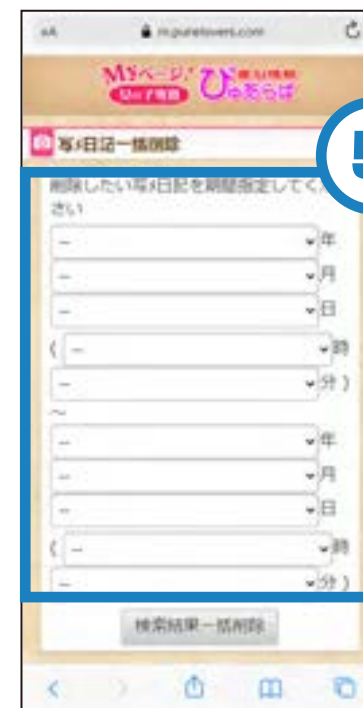 ぁA
m.purelovers.com
Myページ!
ぴゅあらば
写メ日記一括削除
5
削除したい写メ日記を期間指定してく
さい
-- 年
-- 月
-- 日
( -- 時
-- 分 )
～
-- 年
-- 月
-- 日
( -- 時
-- 分 )
検索結果一括削除